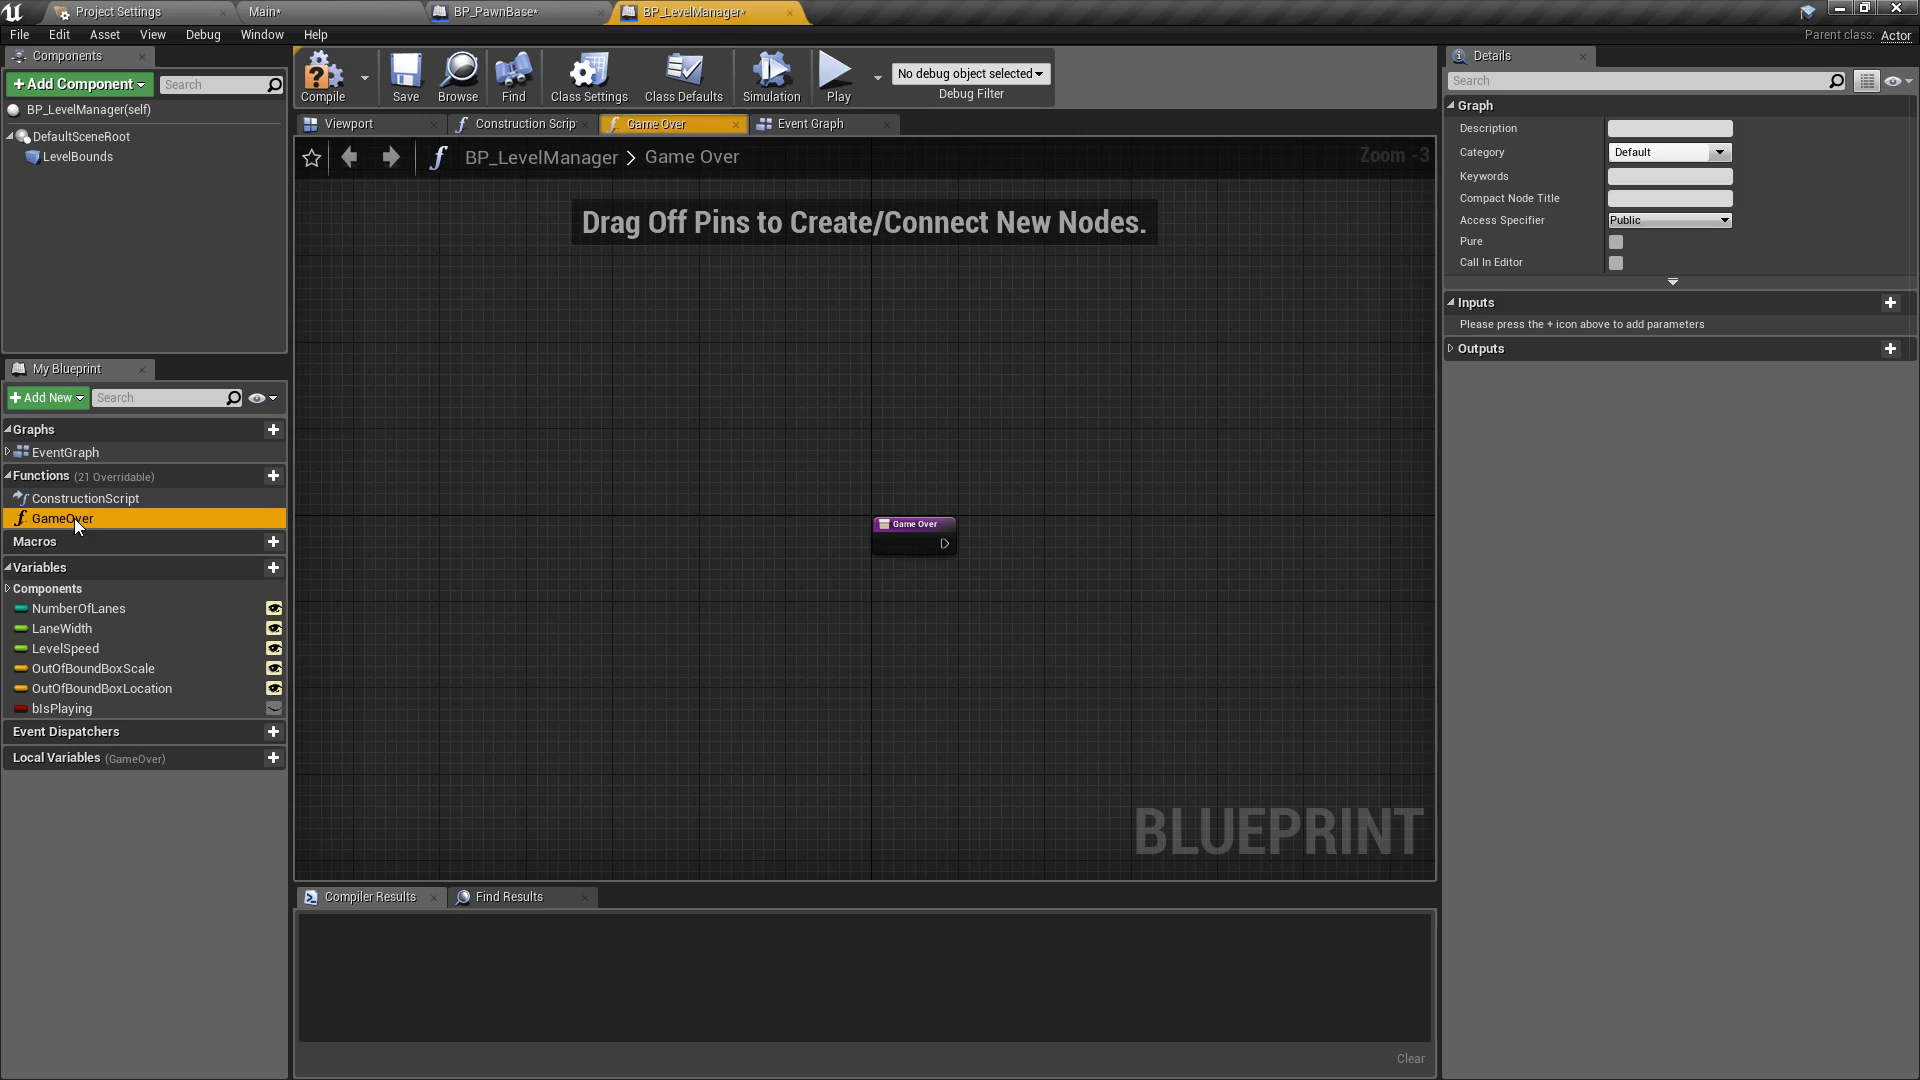 Project Settings
Main*
BP_PawnBase*
BP_LevelManager*
File Edit Asset View Debug Window Help
Parent class: Actor
Components
+ Add Component
Search
BP_LevelManager(self)
DefaultSceneRoot
LevelBounds
Compile
Save
Browse
Find
Class Settings
Class Defaults
Simulation
Play
No debug object selected
Debug Filter
Viewport
Construction Scrip
Game Over
Event Graph
BP_LevelManager > Game Over
Zoom -3
Drag Off Pins to Create/Connect New Nodes.
Game Over
BLUEPRINT
My Blueprint
+ Add New
Search
Graphs
EventGraph
Functions (21 Overridable)
ConstructionScript
GameOver
Macros
Variables
Components
NumberOfLanes
LaneWidth
LevelSpeed
OutOfBoundBoxScale
OutOfBoundBoxLocation
bIsPlaying
Event Dispatchers
Local Variables (GameOver)
Compiler Results
Find Results
Clear
Details
Search
Graph
Description
Category Default
Keywords
Compact Node Title
Access Specifier Public
Pure
Call In Editor
Inputs
Please press the + icon above to add parameters
Outputs